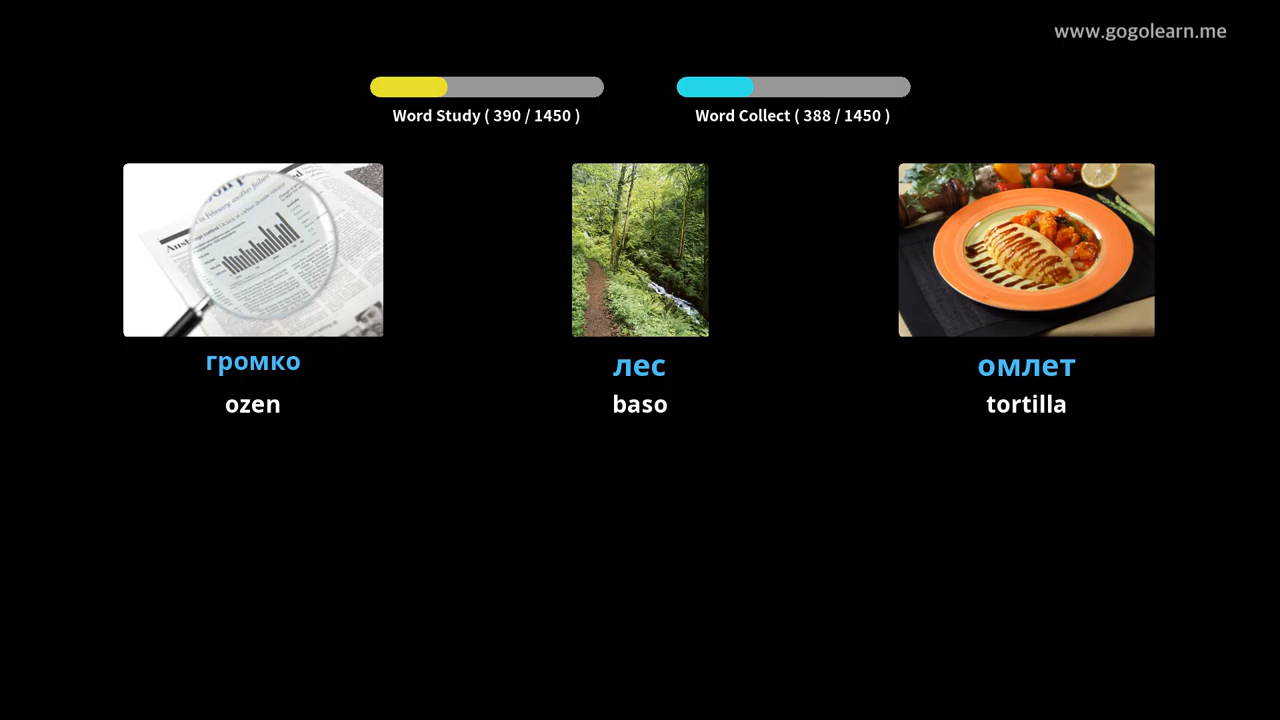 www.gogolearn.me
Word Study ( 390 / 1450 )
Word Collect ( 388 / 1450 )
громко
лес
омлет
ozen
baso
tortilla